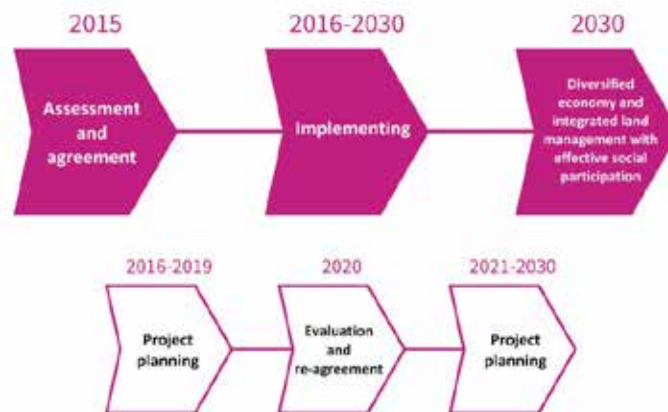 2015
2016-2030
2030
Assessment
and
agreement
Implementing
Diversified
economy and
integrated land
management with
effective social
participation
2016-2019
2020
2021-2030
Project
planning
Evaluation
and
re-agreement
Project
planning